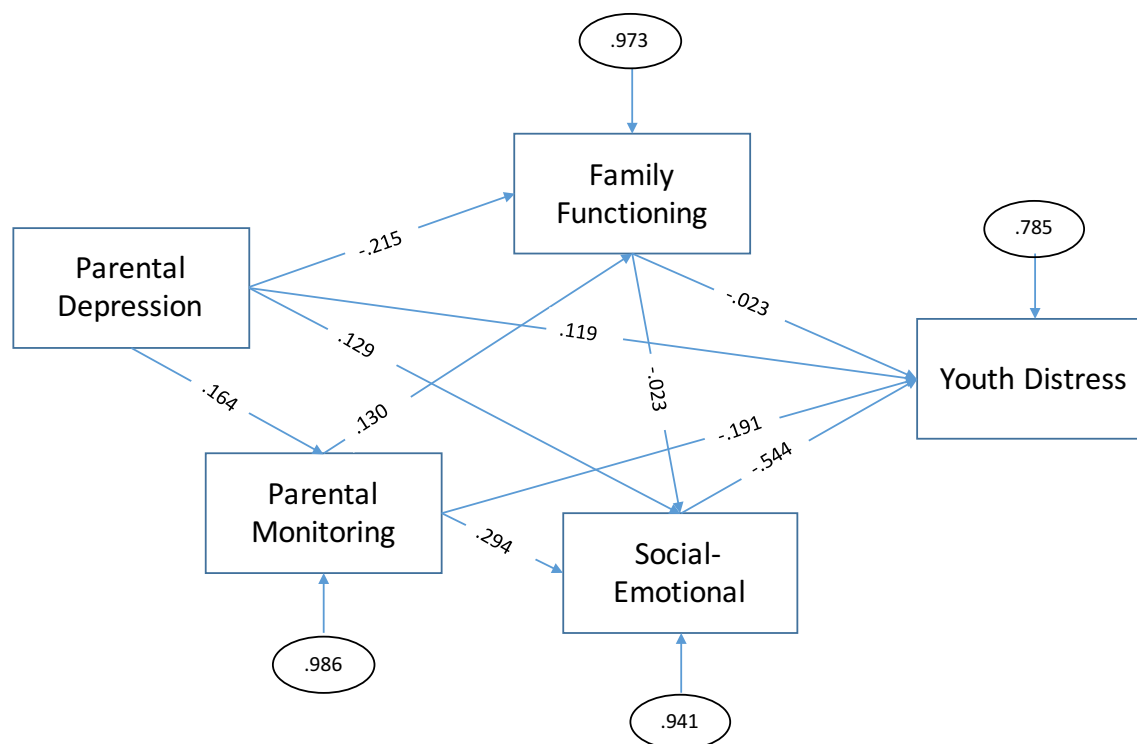 .973
Family
Functioning
.785
-.215
Parental
Depression
-.023
.119
.129
-.023
Youth Distress
.164
.130
-.191
-.544
Parental
Monitoring
.294
Social-
Emotional
.986
.941